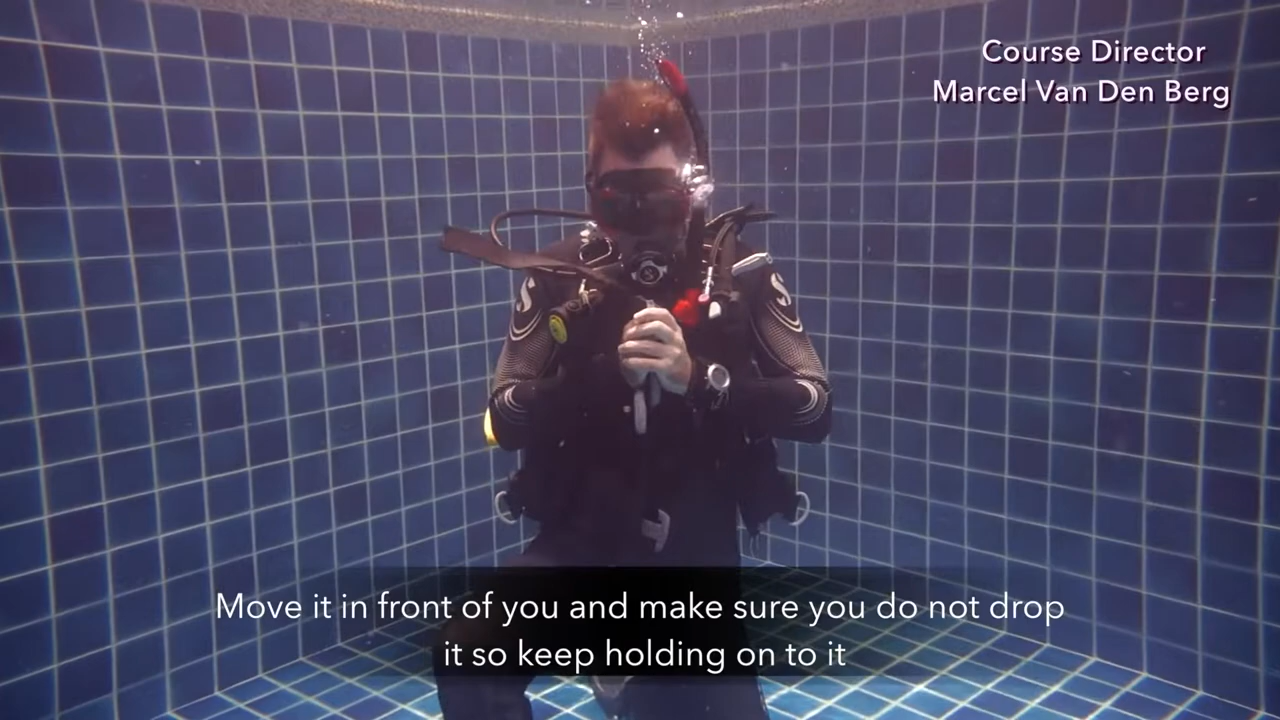 Course Director
Marcel Van Den Berg
Move it in front of you and make sure you do not drop
it so keep holding on to it